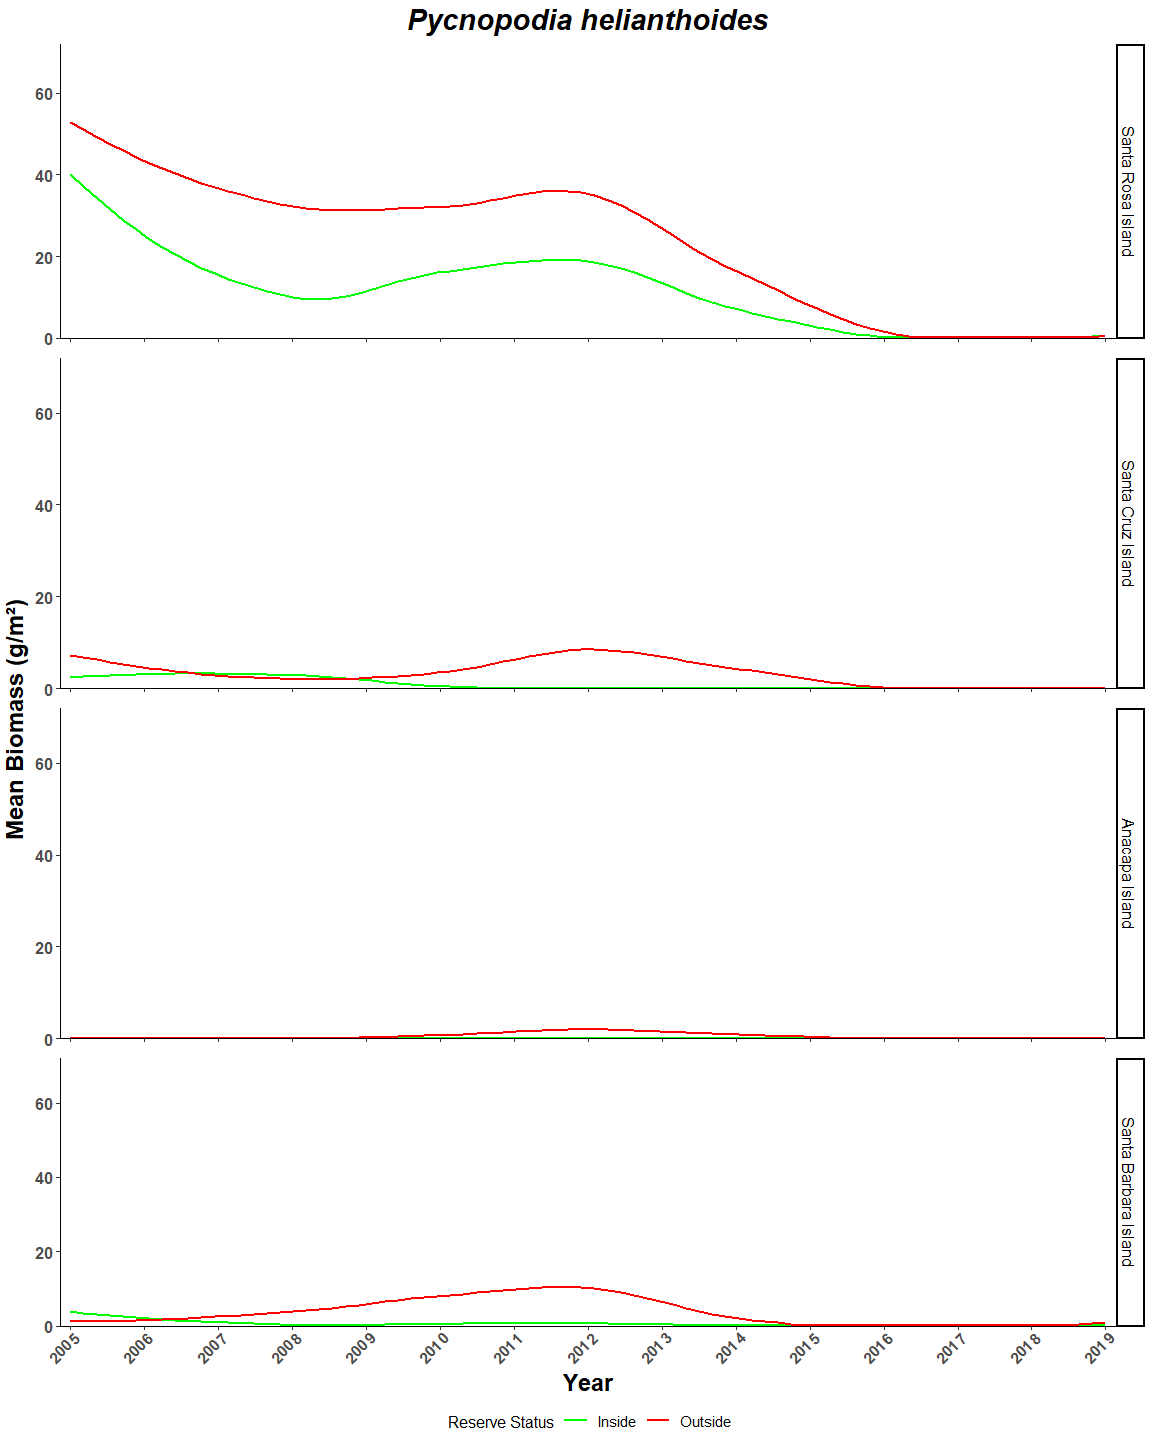 Pycnopodia helianthoides
60
40
20
0
Santa Rosa Island
60
40
20
0
Santa Cruz Island
Mean Biomass (g/m²)
60
40
20
0
Anacapa Island
60
40
20
0
Santa Barbara Island
2005 2006 2007 2008 2009 2010 2011 2012 2013 2014 2015 2016 2017 2018 2019
Year
Reserve Status Inside Outside